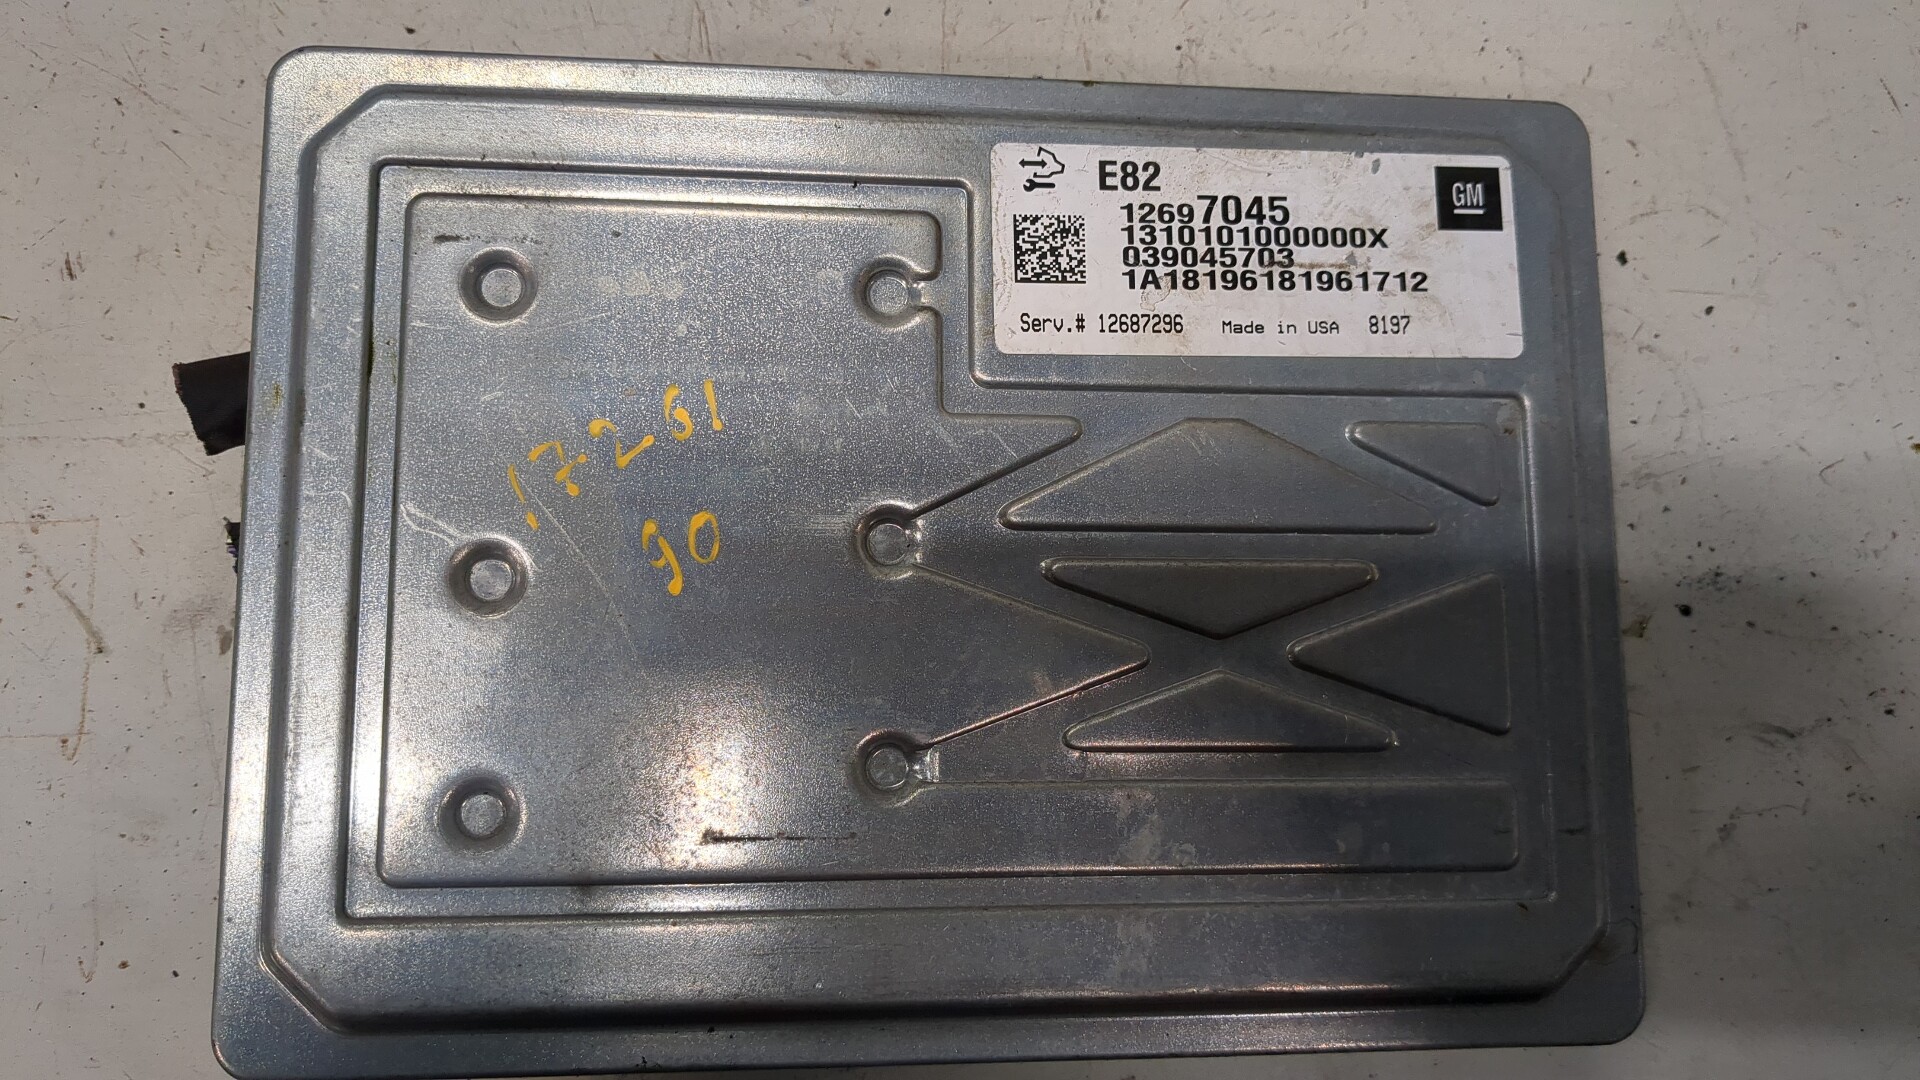 E82
GM
12697045
1310101000000X
039045703
1A18196181961712
Serv.# 12687296 Made in USA 8197
17261
90